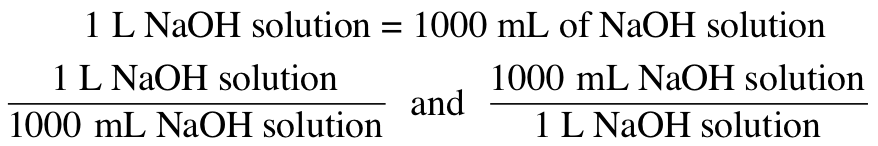 1 L NaOH solution = 1000 mL of NaOH solution
1 L NaOH solution
1000 mL NaOH solution
and
1000 mL NaOH solution
1 L NaOH solution